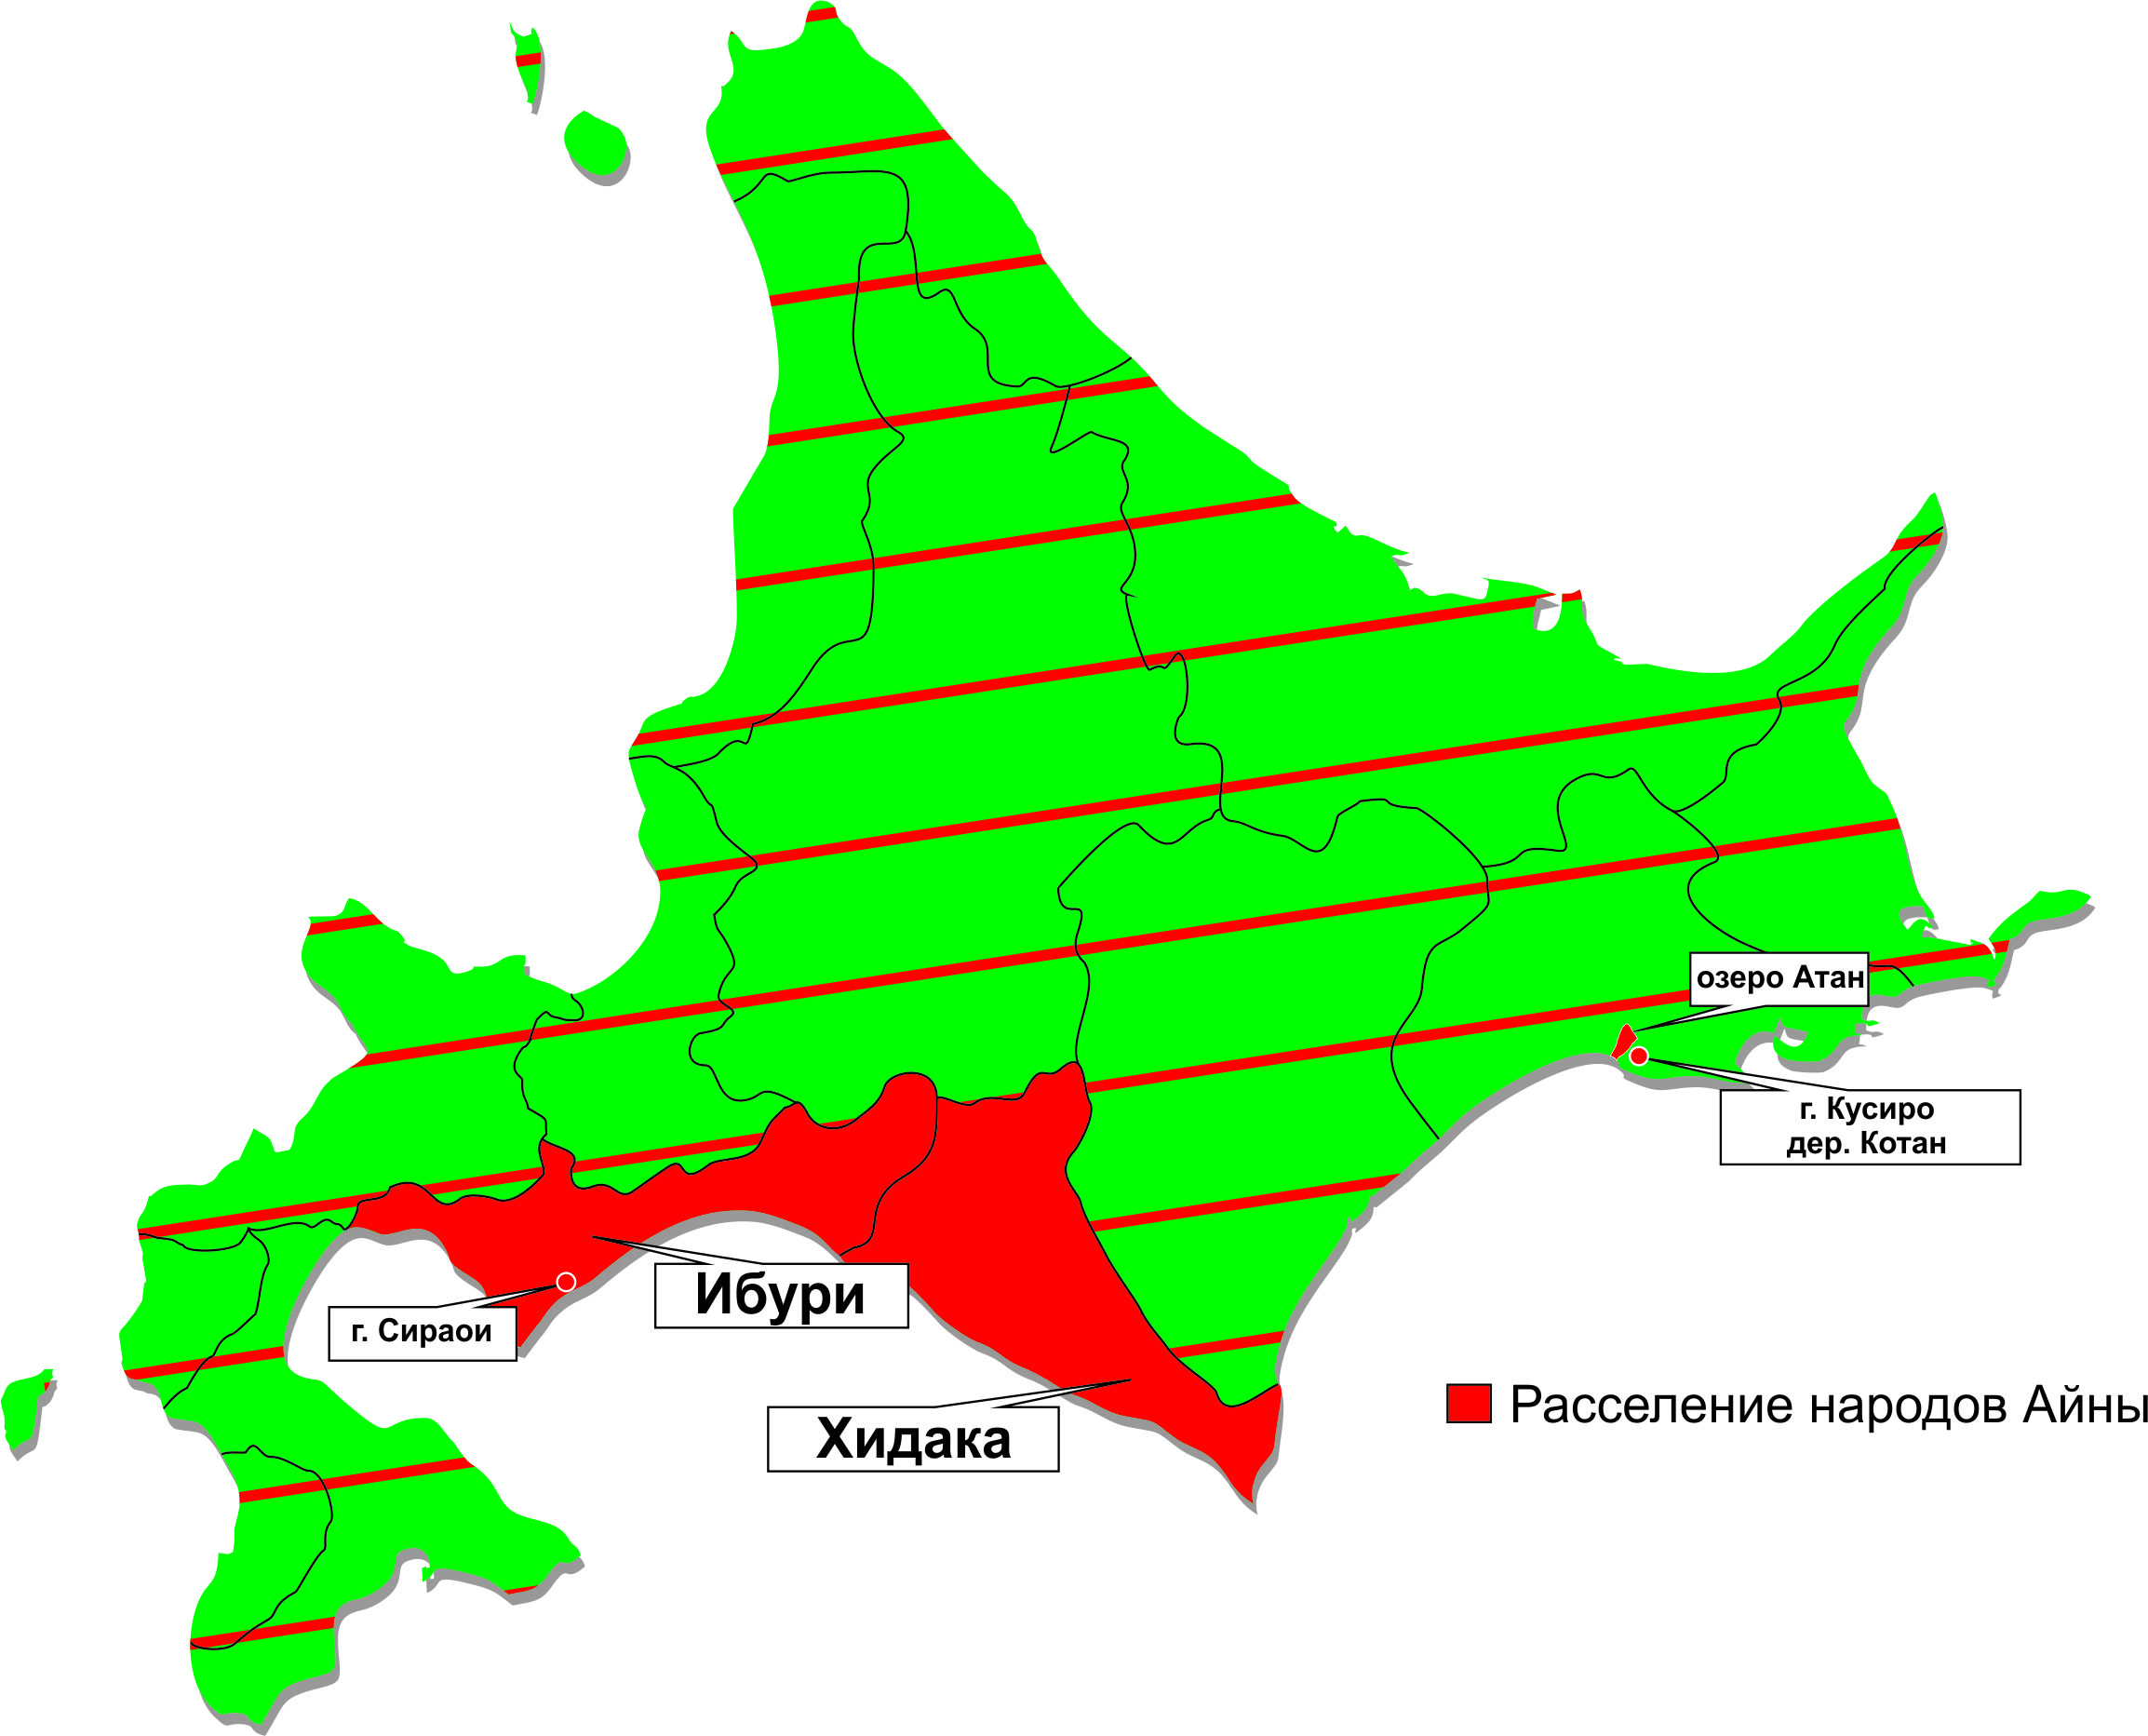 озеро Атан
г. Кусиро
дер. Котан
Ибури
г. Сираои
Хидака
Расселение народов Айны